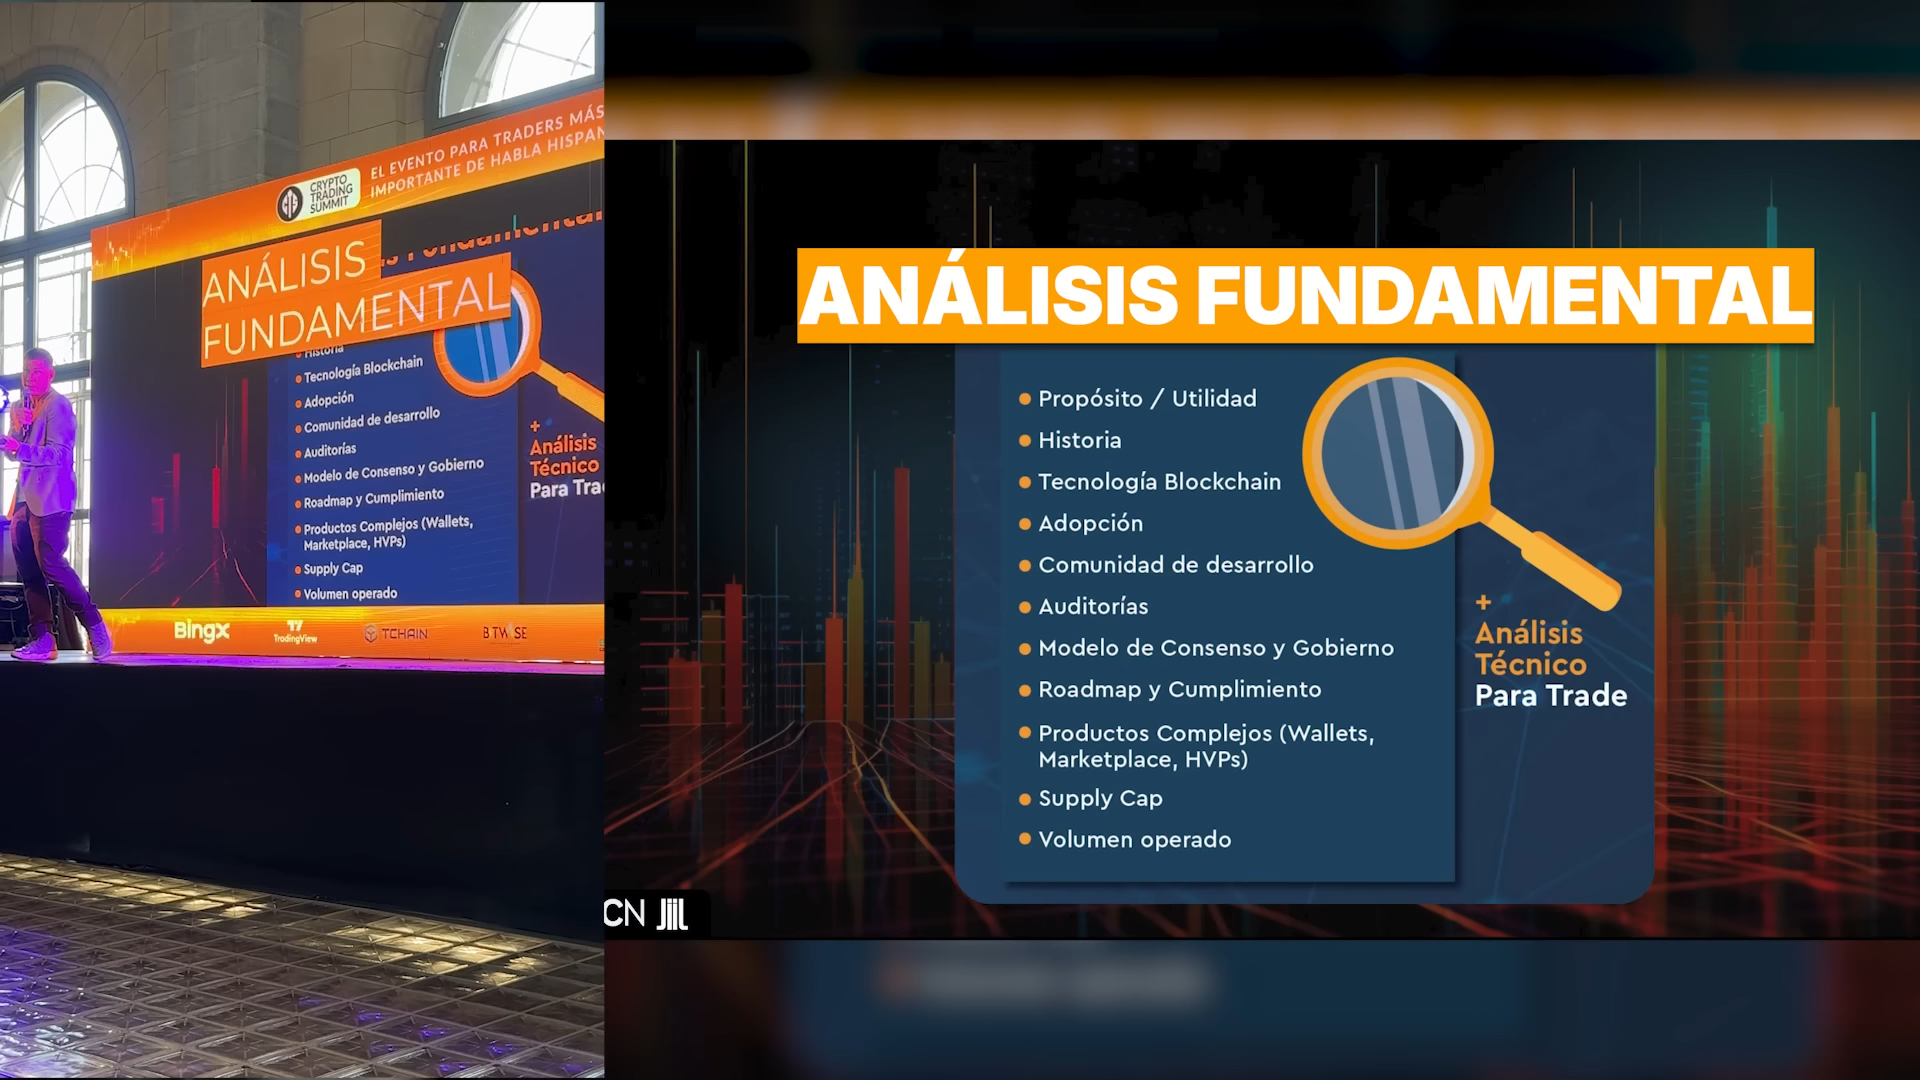 EL EVENTO PARA TRADERS MÁS
IMPORTANTE DE HABLA HISPAN
CRYPTO
TRADING
SUMMIT
ANÁLISIS
FUNDAMENTAL
Historia
Tecnología Blockchain
Adopción
Comunidad de desarrollo
Auditorías
Modelo de Consenso y Gobierno
Roadmap y Cumplimiento
Productos Complejos (Wallets,
Marketplace, HVPs)
Supply Cap
Volumen operado
+
Análisis
Técnico
Para Tra
BingX
TradingView
TCHAIN
ANÁLISIS FUNDAMENTAL
Propósito / Utilidad
Historia
Tecnología Blockchain
Adopción
Comunidad de desarrollo
Auditorías
Modelo de Consenso y Gobierno
Roadmap y Cumplimiento
Productos Complejos (Wallets,
Marketplace, HVPs)
Supply Cap
Volumen operado
+
Análisis
Técnico
Para Trade
CN